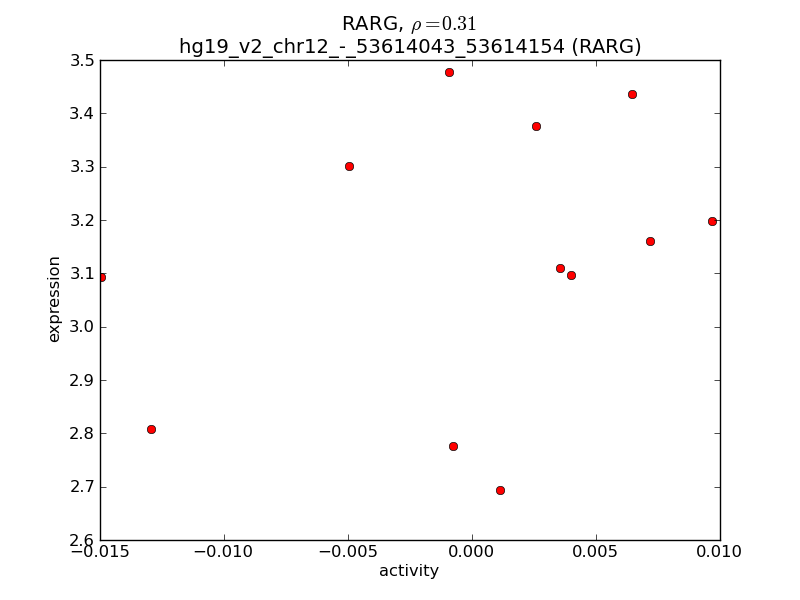 RARG, ρ=0.31
hg19_v2_chr12_-_53614043_53614154 (RARG)
3.5
3.4
3.3
3.2
3.1
3.0
2.9
2.8
2.7
2.6
expression
−0.015 −0.010 −0.005 0.000 0.005 0.010
activity